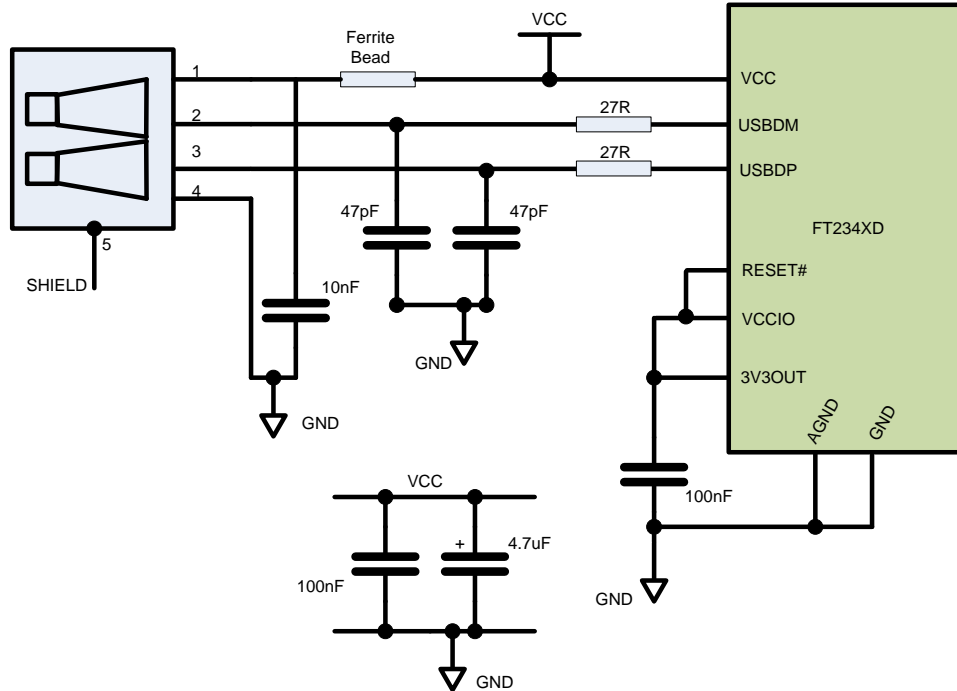 VCC
Ferrite
Bead
1
VCC
27R
2
USBDM
27R
3
USBDP
4
47pF
47pF
FT234XD
5
SHIELD
RESET#
10nF
VCCIO
GND
3V3OUT
GND
AGND
GND
VCC
100nF
+
4.7uF
100nF
GND
GND